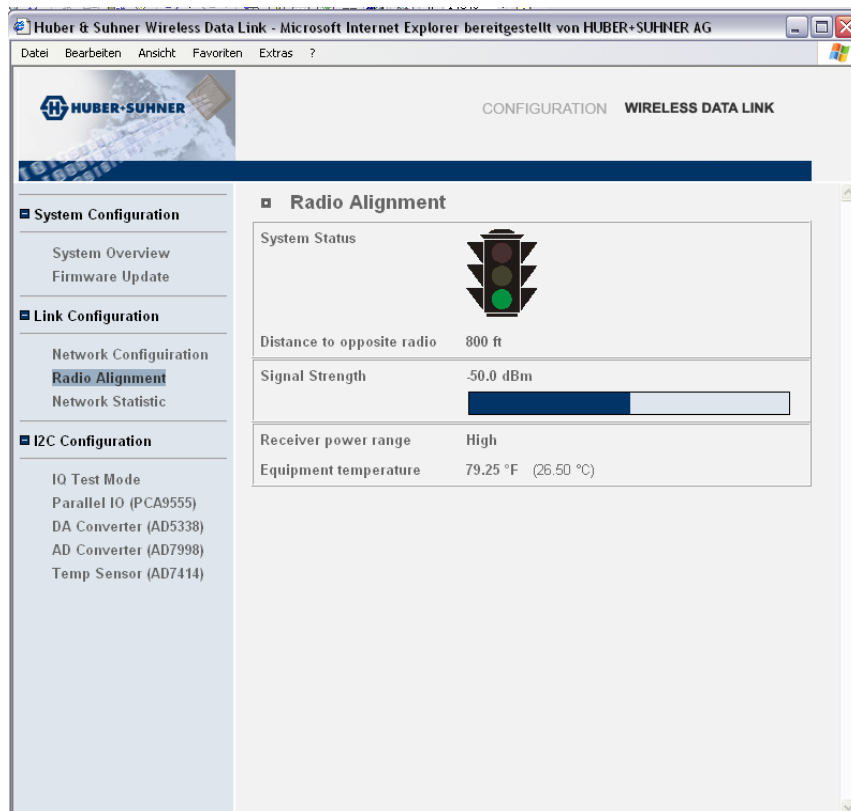 Huber & Suhner Wireless Data Link - Microsoft Internet Explorer bereitgestellt von HUBER+SUHNER AG
Datei Bearbeiten Ansicht Favoriten Extras ?
HUBER+SUHNER
CONFIGURATION WIRELESS DATA LINK
System Configuration
System Overview
Firmware Update
Link Configuration
Network Configuiration
Radio Alignment
Network Statistic
I2C Configuration
IQ Test Mode
Parallel IO (PCA9555)
DA Converter (AD5338)
AD Converter (AD7998)
Temp Sensor (AD7414)
Radio Alignment
System Status
Distance to opposite radio 800 ft
Signal Strength -50.0 dBm
Receiver power range High
Equipment temperature 79.25 °F (26.50 °C)